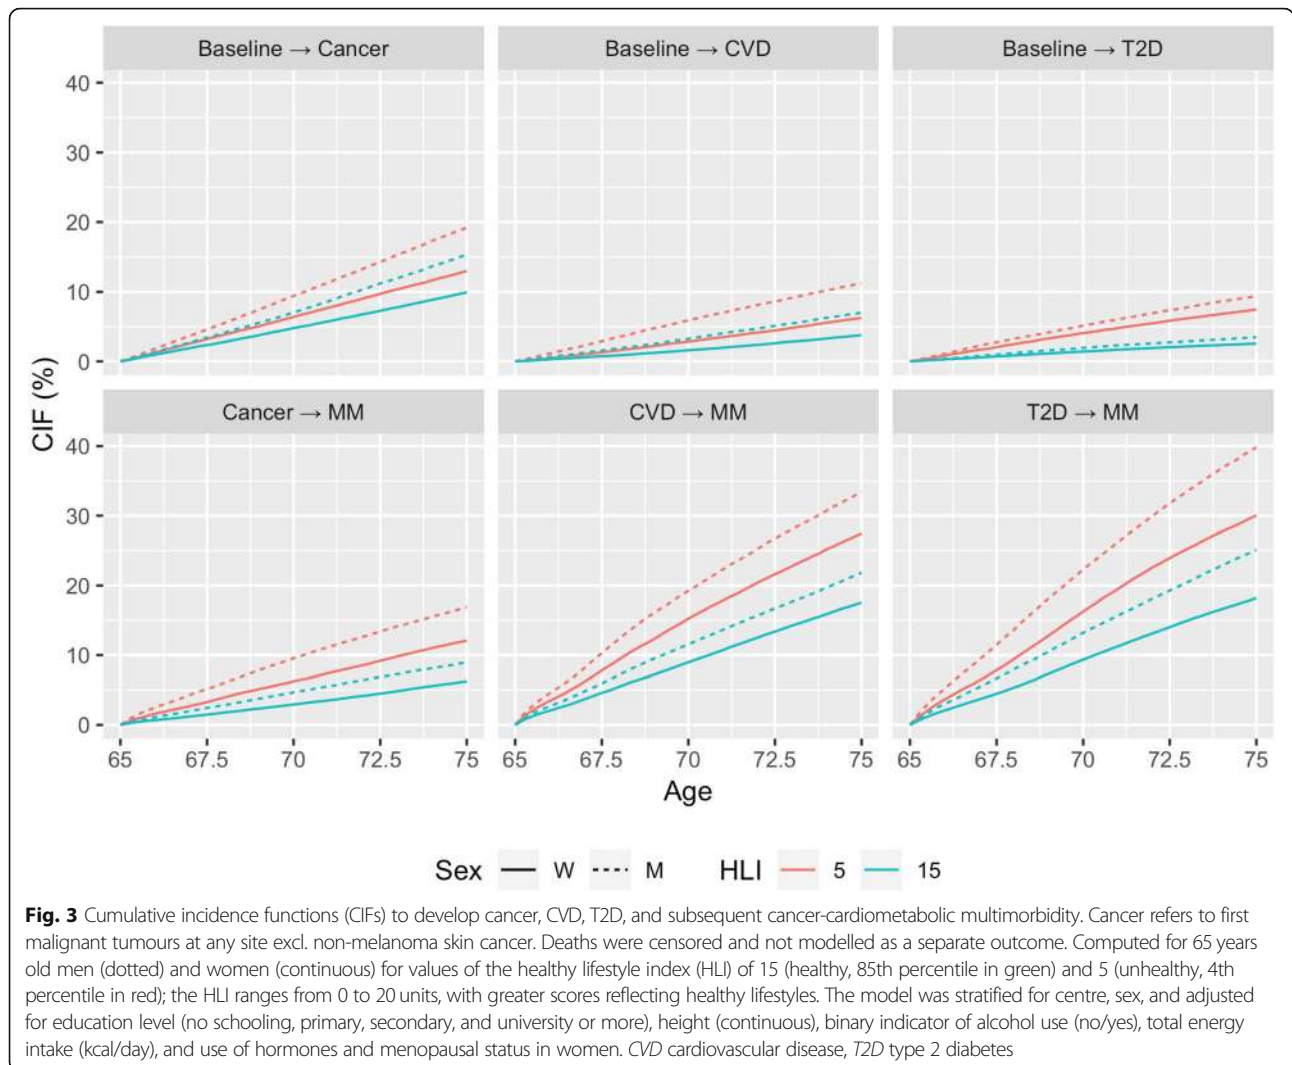 Baseline → Cancer
Baseline → CVD
Baseline → T2D
40
30
20
10
0
Cancer → MM
CVD → MM
T2D → MM
40
30
20
10
0
CIF (%)
65 67.5 70 72.5 75
65 67.5 70 72.5 75
65 67.5 70 72.5 75
Age
Sex W M HLI 5 15
Fig. 3 Cumulative incidence functions (CIFs) to develop cancer, CVD, T2D, and subsequent cancer-cardiometabolic multimorbidity. Cancer refers to first
malignant tumours at any site excl. non-melanoma skin cancer. Deaths were censored and not modelled as a separate outcome. Computed for 65 years
old men (dotted) and women (continuous) for values of the healthy lifestyle index (HLI) of 15 (healthy, 85th percentile in green) and 5 (unhealthy, 4th
percentile in red); the HLI ranges from 0 to 20 units, with greater scores reflecting healthy lifestyles. The model was stratified for centre, sex, and adjusted
for education level (no schooling, primary, secondary, and university or more), height (continuous), binary indicator of alcohol use (no/yes), total energy
intake (kcal/day), and use of hormones and menopausal status in women. CVD cardiovascular disease, T2D type 2 diabetes